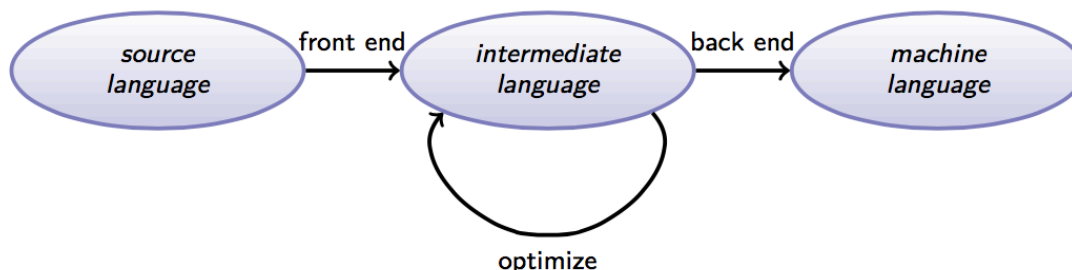 source
language
front end
intermediate
language
back end
machine
language
optimize